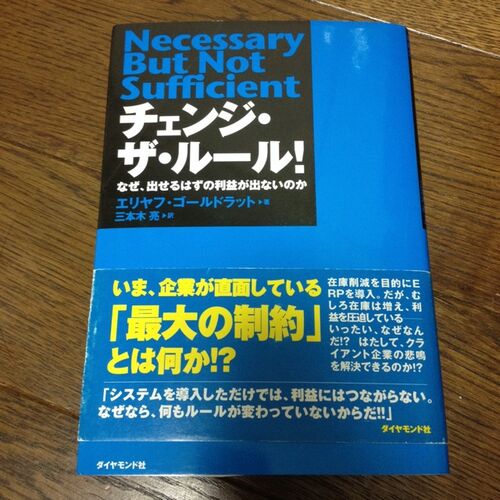 Necessary
But Not
Sufficient
チェンジ・
ザ・ルール!
なぜ、出せるはずの利益が出ないのか
エリヤフ・ゴールドラット▶著
三本木 亮▶訳
いま、企業が直面している
「最大の制約」
とは何か!?
在庫削減を目的にE
RPを導入。だが、む
しろ在庫は増え、利
益を圧迫している
いったい、なぜなん
だ!? はたして、クラ
イアント企業の悲鳴
を解決できるのか!?
「システムを導入しただけでは、利益にはつながらない。
なぜなら、何もルールが変わっていないからだ!!」
ダイヤモンド社
ダイヤモンド社